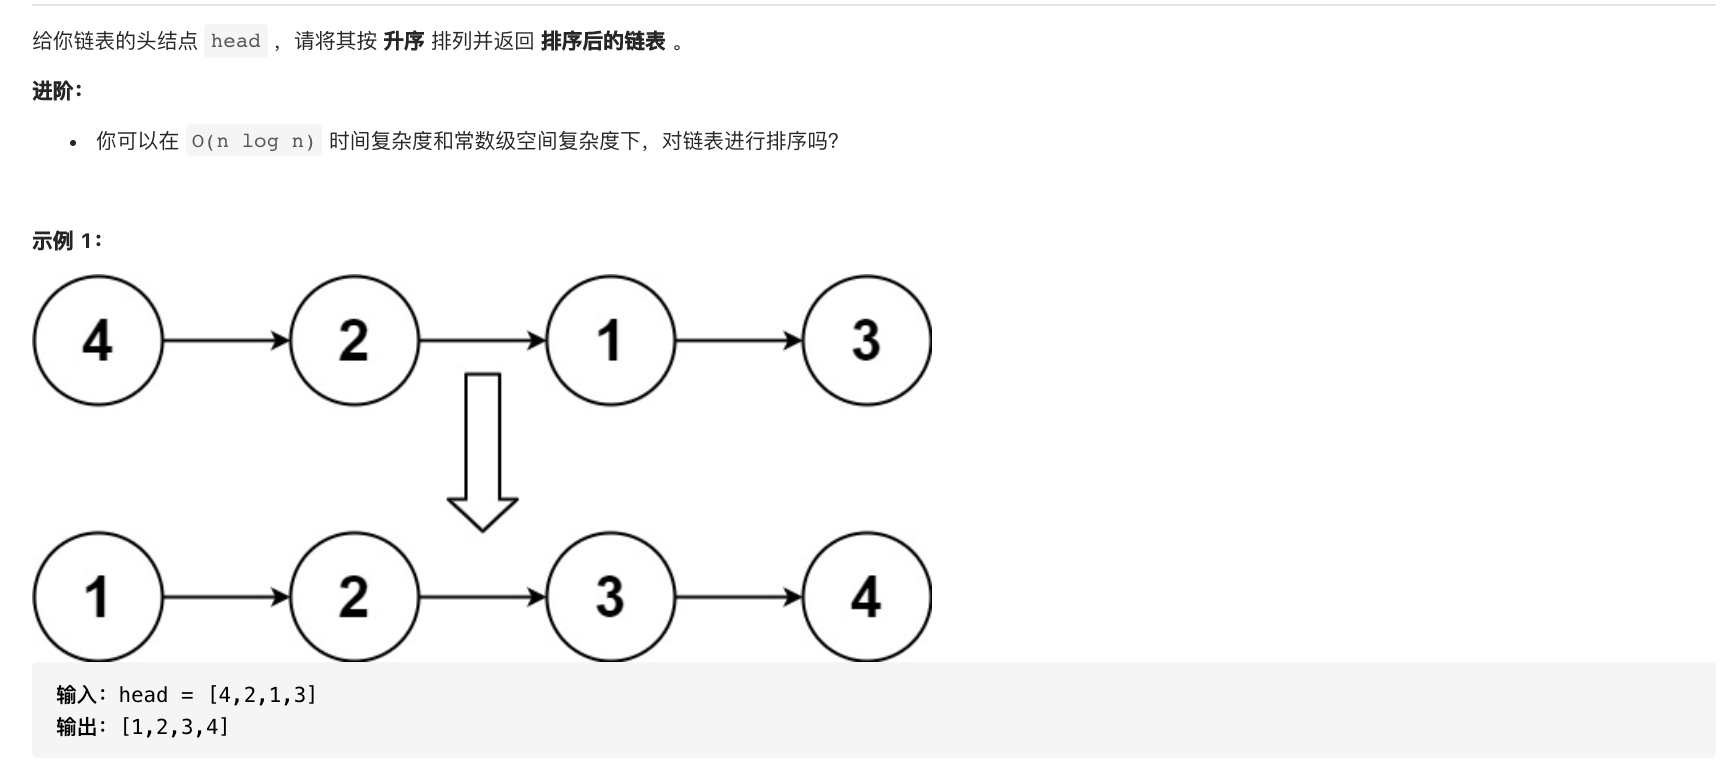 给你链表的头结点 head ，请将其按 升序 排列并返回 排序后的链表 。
进阶：
• 你可以在 O(n log n) 时间复杂度和常数级空间复杂度下，对链表进行排序吗？
示例 1：
4 2 1 3
1 2 3 4
输入：head = [4,2,1,3]
输出：[1,2,3,4]